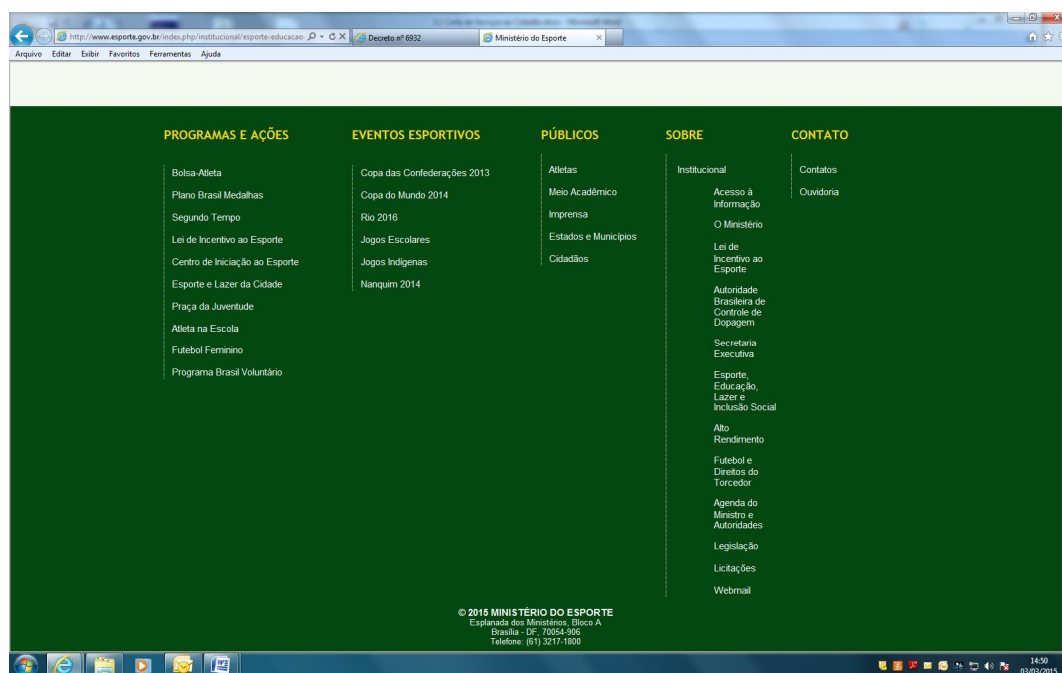 http://www.esporte.gov.br/index.php/institucional/esporte-educacao-
Decreto nº 6932
Ministério do Esporte
Arquivo Editar Exibir Favoritos Ferramentas Ajuda
PROGRAMAS E AÇÕES
Bolsa-Atleta
Plano Brasil Medalhas
Segundo Tempo
Lei de Incentivo ao Esporte
Centro de Iniciação ao Esporte
Esporte e Lazer da Cidade
Praça da Juventude
Atleta na Escola
Futebol Feminino
Programa Brasil Voluntário
EVENTOS ESPORTIVOS
Copa das Confederações 2013
Copa do Mundo 2014
Rio 2016
Jogos Escolares
Jogos Indígenas
Nanquim 2014
PÚBLICOS
Atletas
Meio Acadêmico
Imprensa
Estados e Municípios
Cidadãos
SOBRE
Institucional
Acesso à
Informação
O Ministério
Lei de
Incentivo ao
Esporte
Autoridade
Brasileira de
Controle de
Dopagem
Secretaria
Executiva
Esporte,
Educação,
Lazer e
Inclusão Social
Alto
Rendimento
Futebol e
Direitos do
Torcedor
Agenda do
Ministro e
Autoridades
Legislação
Licitações
Webmail
CONTATO
Contatos
Ouvidoria
© 2015 MINISTÉRIO DO ESPORTE
Esplanada dos Ministérios, Bloco A
Brasília - DF, 70054-906
Telefone: (61) 3217-1800
14:50
03/03/2015